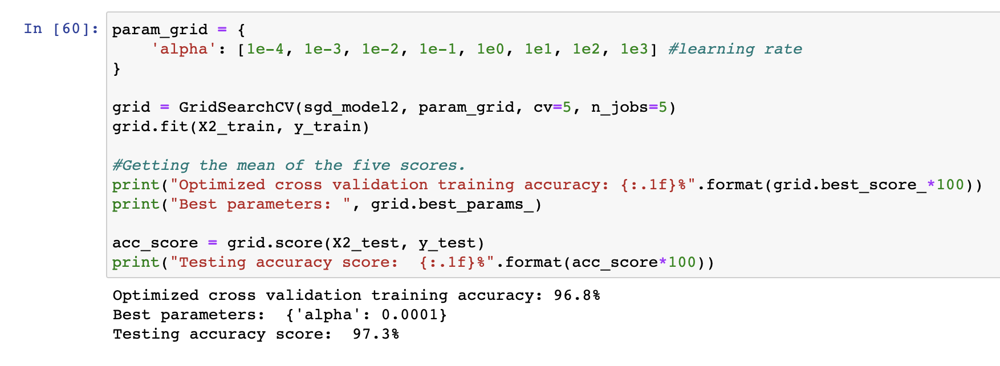 In [60]: param_grid = {
    'alpha': [1e-4, 1e-3, 1e-2, 1e-1, 1e0, 1e1, 1e2, 1e3] #learning rate
}
grid = GridSearchCV(sgd_model2, param_grid, cv=5, n_jobs=5)
grid.fit(X2_train, y_train)
#Getting the mean of the five scores.
print("Optimized cross validation training accuracy: {:.1f}%".format(grid.best_score_*100))
print("Best parameters: ", grid.best_params_)
acc_score = grid.score(X2_test, y_test)
print("Testing accuracy score:  {:.1f}%".format(acc_score*100))
Optimized cross validation training accuracy: 96.8%
Best parameters:  {'alpha': 0.0001}
Testing accuracy score:  97.3%